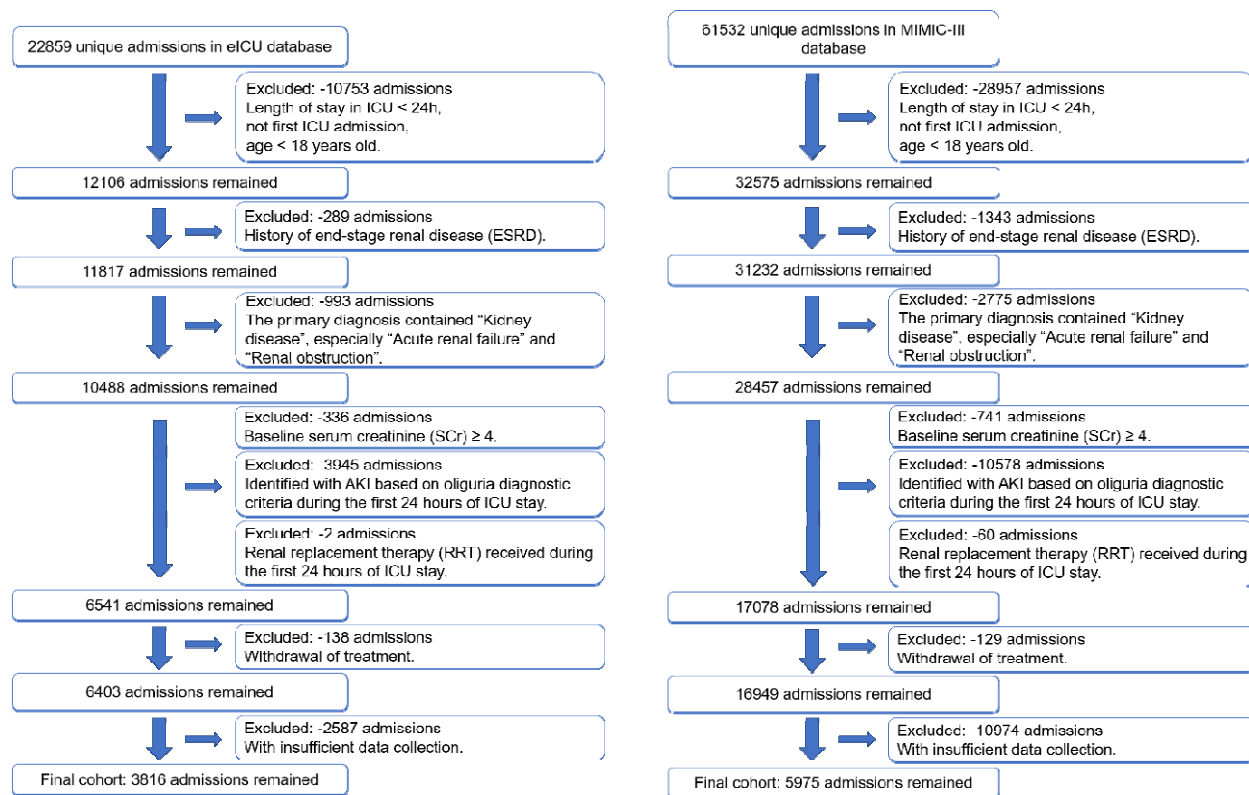 22859 unique admissions in eICU database
Excluded: -10753 admissions
Length of stay in ICU < 24h,
not first ICU admission,
age < 18 years old.
12106 admissions remained
Excluded: -289 admissions
History of end-stage renal disease (ESRD).
11817 admissions remained
Excluded: -993 admissions
The primary diagnosis contained “Kidney
disease”, especially “Acute renal failure” and
“Renal obstruction”.
10488 admissions remained
Excluded: -336 admissions
Baseline serum creatinine (SCr) ≥ 4.
Excluded: 3945 admissions
Identified with AKI based on oliguria diagnostic
criteria during the first 24 hours of ICU stay.
Excluded: -2 admissions
Renal replacement therapy (RRT) received during
the first 24 hours of ICU stay.
6541 admissions remained
Excluded: -138 admissions
Withdrawal of treatment.
6403 admissions remained
Excluded: -2587 admissions
With insufficient data collection.
Final cohort: 3816 admissions remained
61532 unique admissions in MIMIC-III
database
Excluded: -28957 admissions
Length of stay in ICU < 24h,
not first ICU admission,
age < 18 years old.
32575 admissions remained
Excluded: -1343 admissions
History of end-stage renal disease (ESRD).
31232 admissions remained
Excluded: -2775 admissions
The primary diagnosis contained “Kidney
disease”, especially “Acute renal failure” and
“Renal obstruction”.
28457 admissions remained
Excluded: -741 admissions
Baseline serum creatinine (SCr) ≥ 4.
Excluded: -10578 admissions
Identified with AKI based on oliguria diagnostic
criteria during the first 24 hours of ICU stay.
Excluded: -60 admissions
Renal replacement therapy (RRT) received during
the first 24 hours of ICU stay.
17078 admissions remained
Excluded: -129 admissions
Withdrawal of treatment.
16949 admissions remained
Excluded: 10974 admissions
With insufficient data collection.
Final cohort: 5975 admissions remained